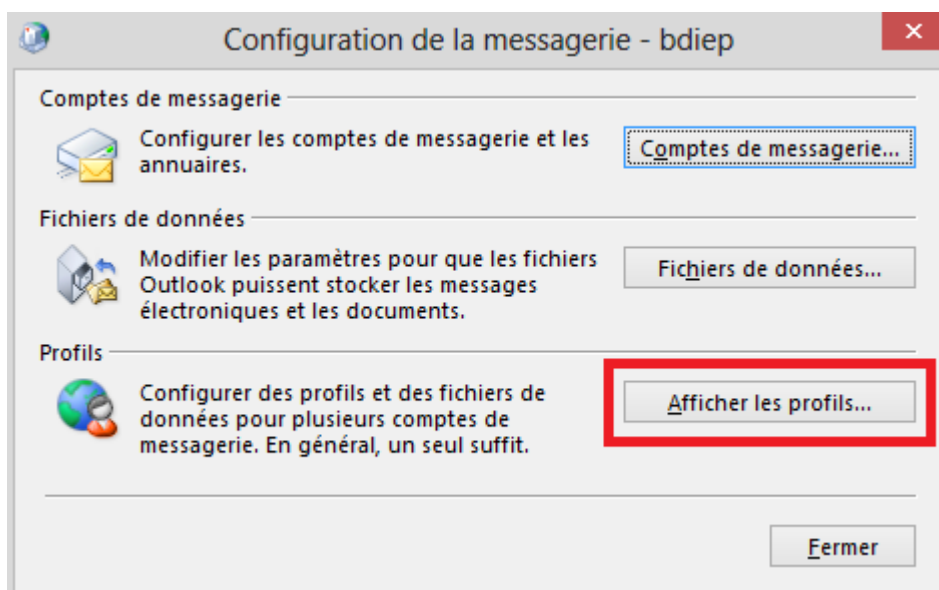 Configuration de la messagerie - bdiep
Comptes de messagerie
Configurer les comptes de messagerie et les
annuaires.
Comptes de messagerie...
Fichiers de données
Modifier les paramètres pour que les fichiers
Outlook puissent stocker les messages
électroniques et les documents.
Fichiers de données...
Profils
Configurer des profils et des fichiers de
données pour plusieurs comptes de
messagerie. En général, un seul suffit.
Afficher les profils...
Fermer